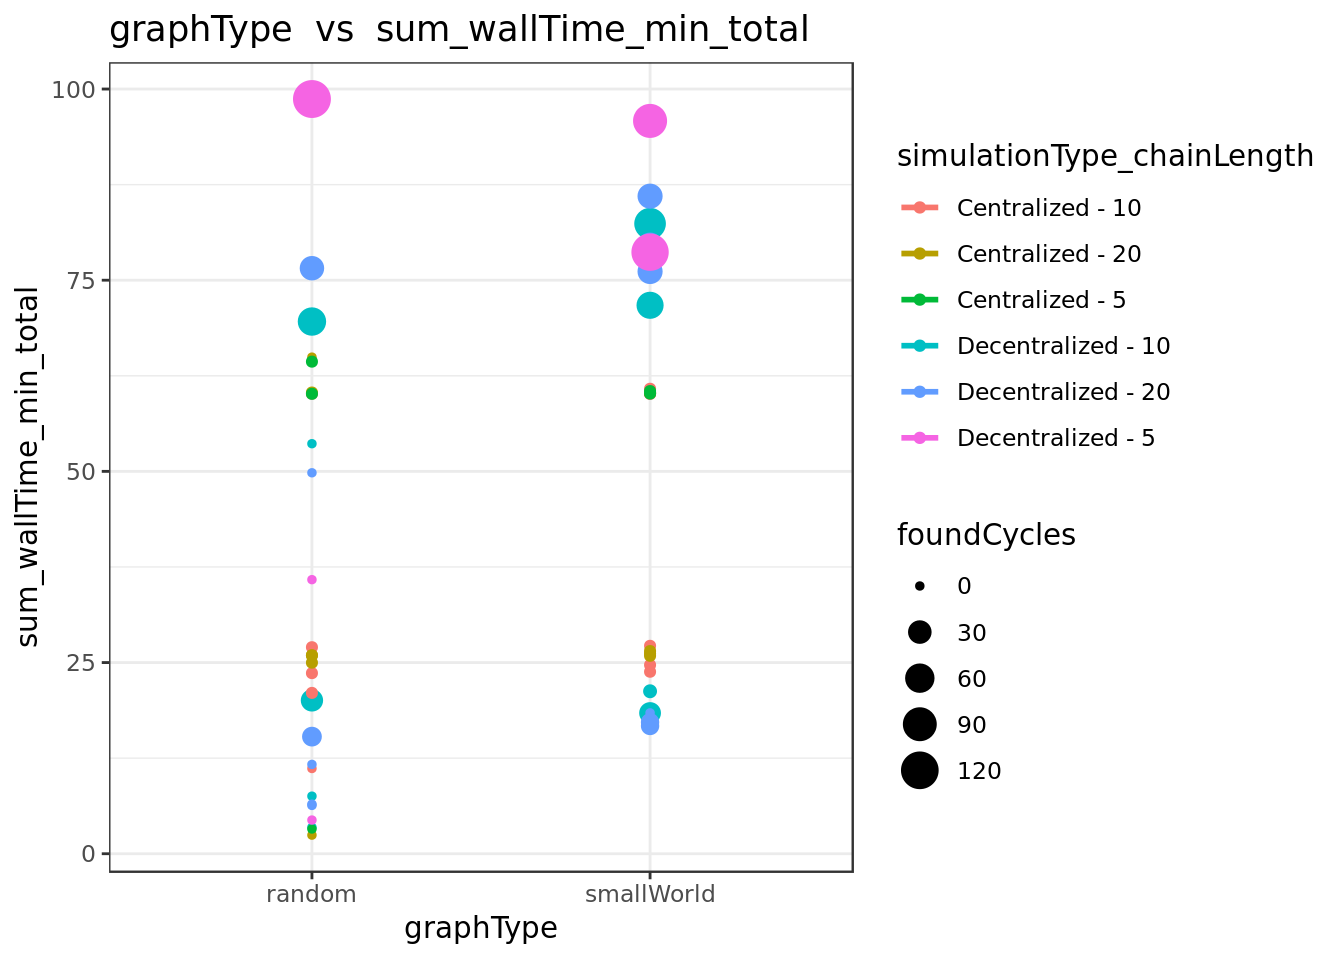 graphType vs sum_wallTime_min_total
sum_wallTime_min_total
100
75
50
25
0
random
smallWorld
graphType
simulationType_chainLength
Centralized - 10
Centralized - 20
Centralized - 5
Decentralized - 10
Decentralized - 20
Decentralized - 5
foundCycles
0
30
60
90
120